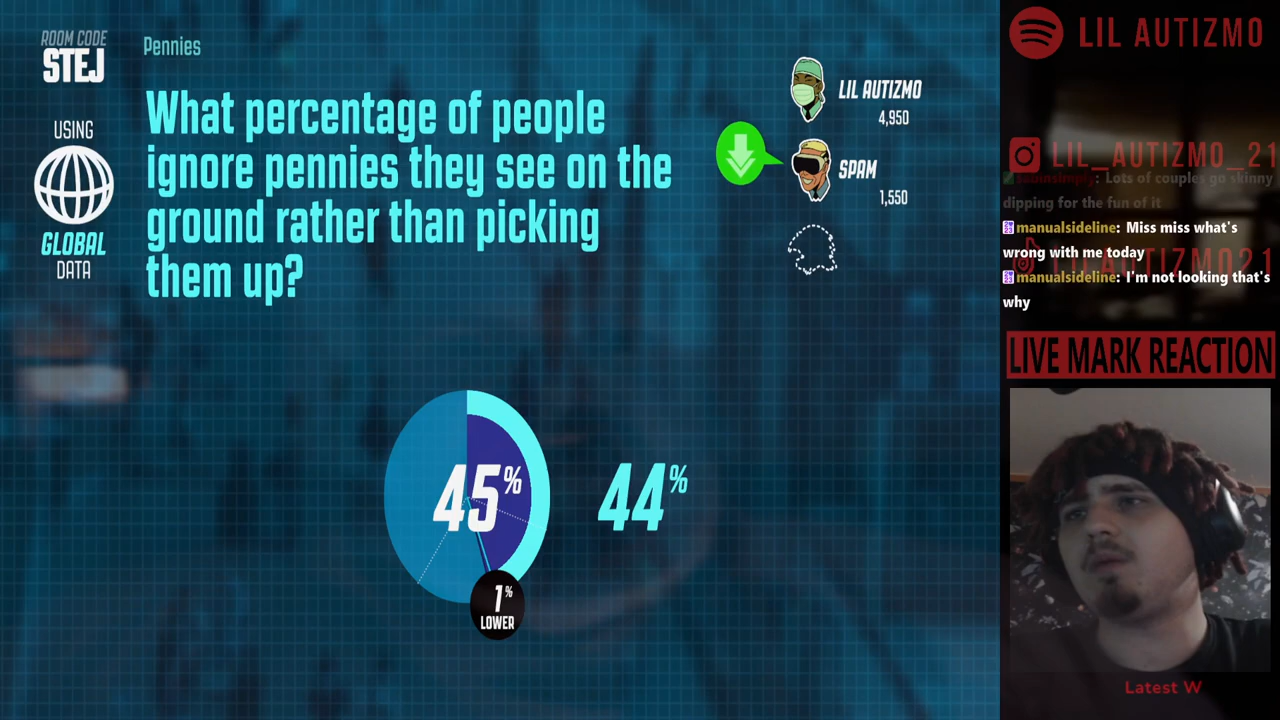 ROOM CODE
STEJ
Pennies
USING
GLOBAL
DATA
What percentage of people
ignore pennies they see on the
ground rather than picking
them up?
LIL AUTIZMO
4,950
SPAM
1,550
45%
44%
1%
LOWER
LIL AUTIZMO
LIL_AUTIZMO_21
: Lots of couples go skinny
dipping for the fun of it
manualsideline: Miss miss what's
wrong with me today
LILAUTIZMO21
manualsideline: I'm not looking that's
why
LIVE MARK REACTION
Latest W